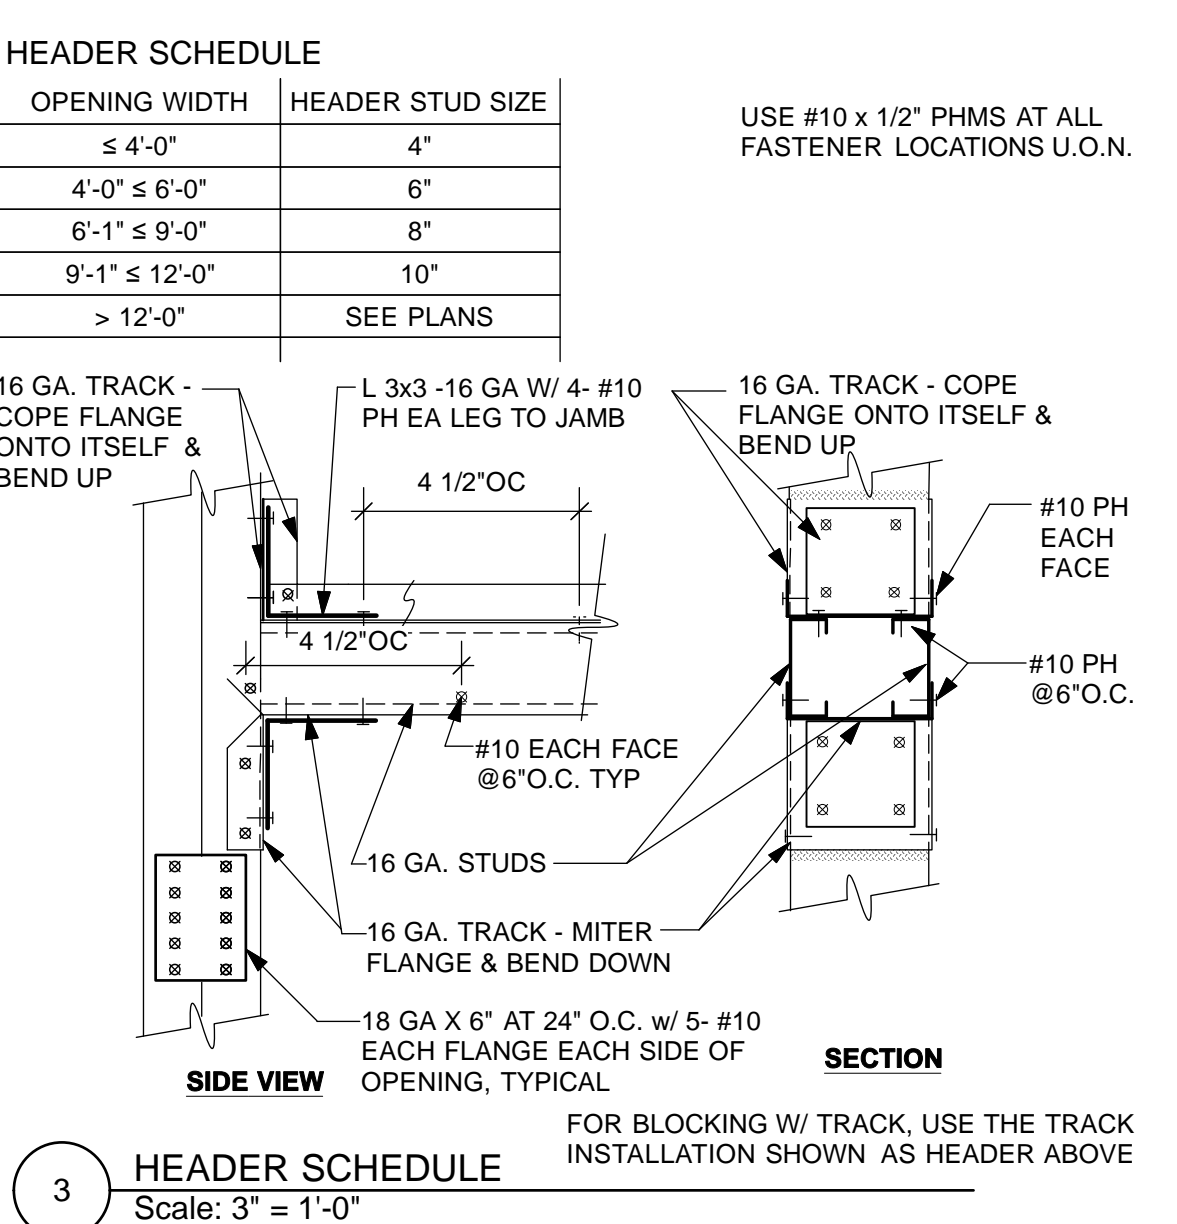 HEADER SCHEDULE
OPENING WIDTH HEADER STUD SIZE
≤ 4'-0" 4"
4'-0" ≤ 6'-0" 6"
6'-1" ≤ 9'-0" 8"
9'-1" ≤ 12'-0" 10"
> 12'-0" SEE PLANS
USE #10 x 1/2" PHMS AT ALL
FASTENER LOCATIONS U.O.N.
16 GA. TRACK -
COPE FLANGE
ONTO ITSELF &
BEND UP
L 3x3 -16 GA W/ 4- #10
PH EA LEG TO JAMB
16 GA. TRACK - COPE
FLANGE ONTO ITSELF &
BEND UP
4 1/2"OC
#10 PH
EACH
FACE
4 1/2"OC
#10 PH
@6"O.C.
#10 EACH FACE
@6"O.C. TYP
16 GA. STUDS
16 GA. TRACK - MITER
FLANGE & BEND DOWN
18 GA X 6" AT 24" O.C. w/ 5- #10
EACH FLANGE EACH SIDE OF
OPENING, TYPICAL
SIDE VIEW
SECTION
FOR BLOCKING W/ TRACK, USE THE TRACK
INSTALLATION SHOWN AS HEADER ABOVE
3
HEADER SCHEDULE
Scale: 3" = 1'-0"